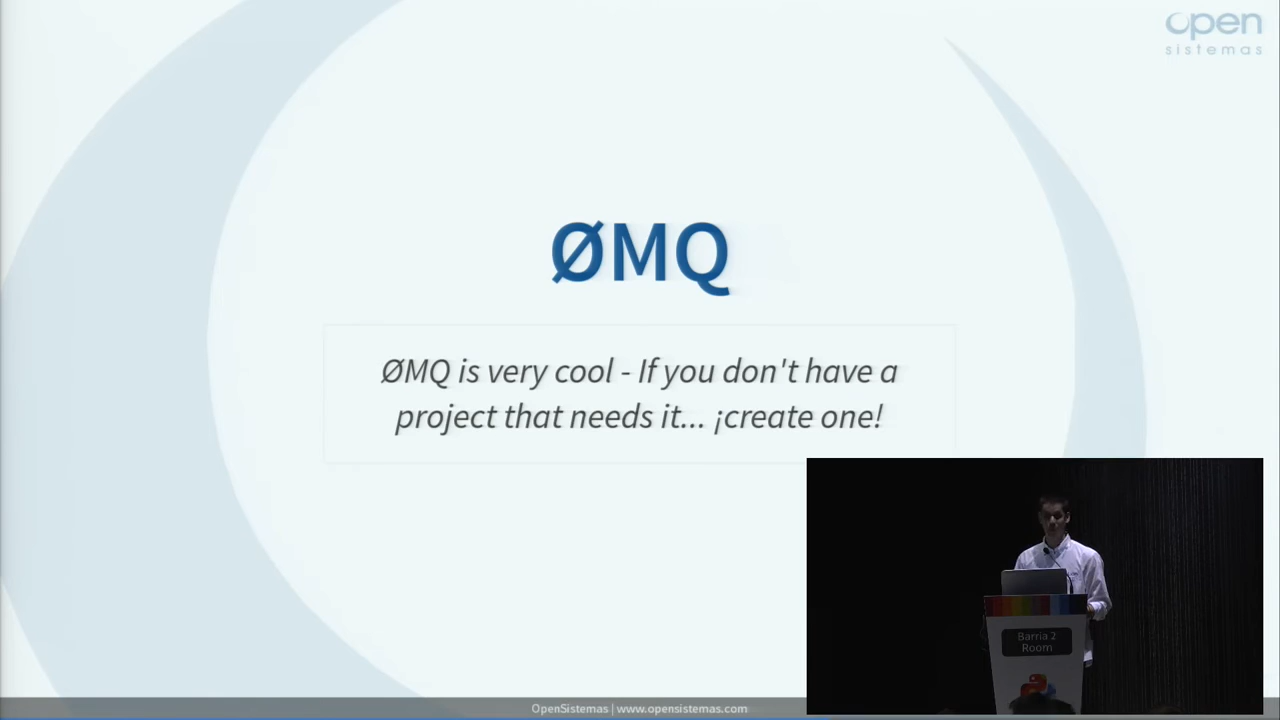 open
sistemas
ØMQ
ØMQ is very cool - If you don't have a
project that needs it... ¡create one!
Barria 2
Room
OpenSistemas | www.opensistemas.com